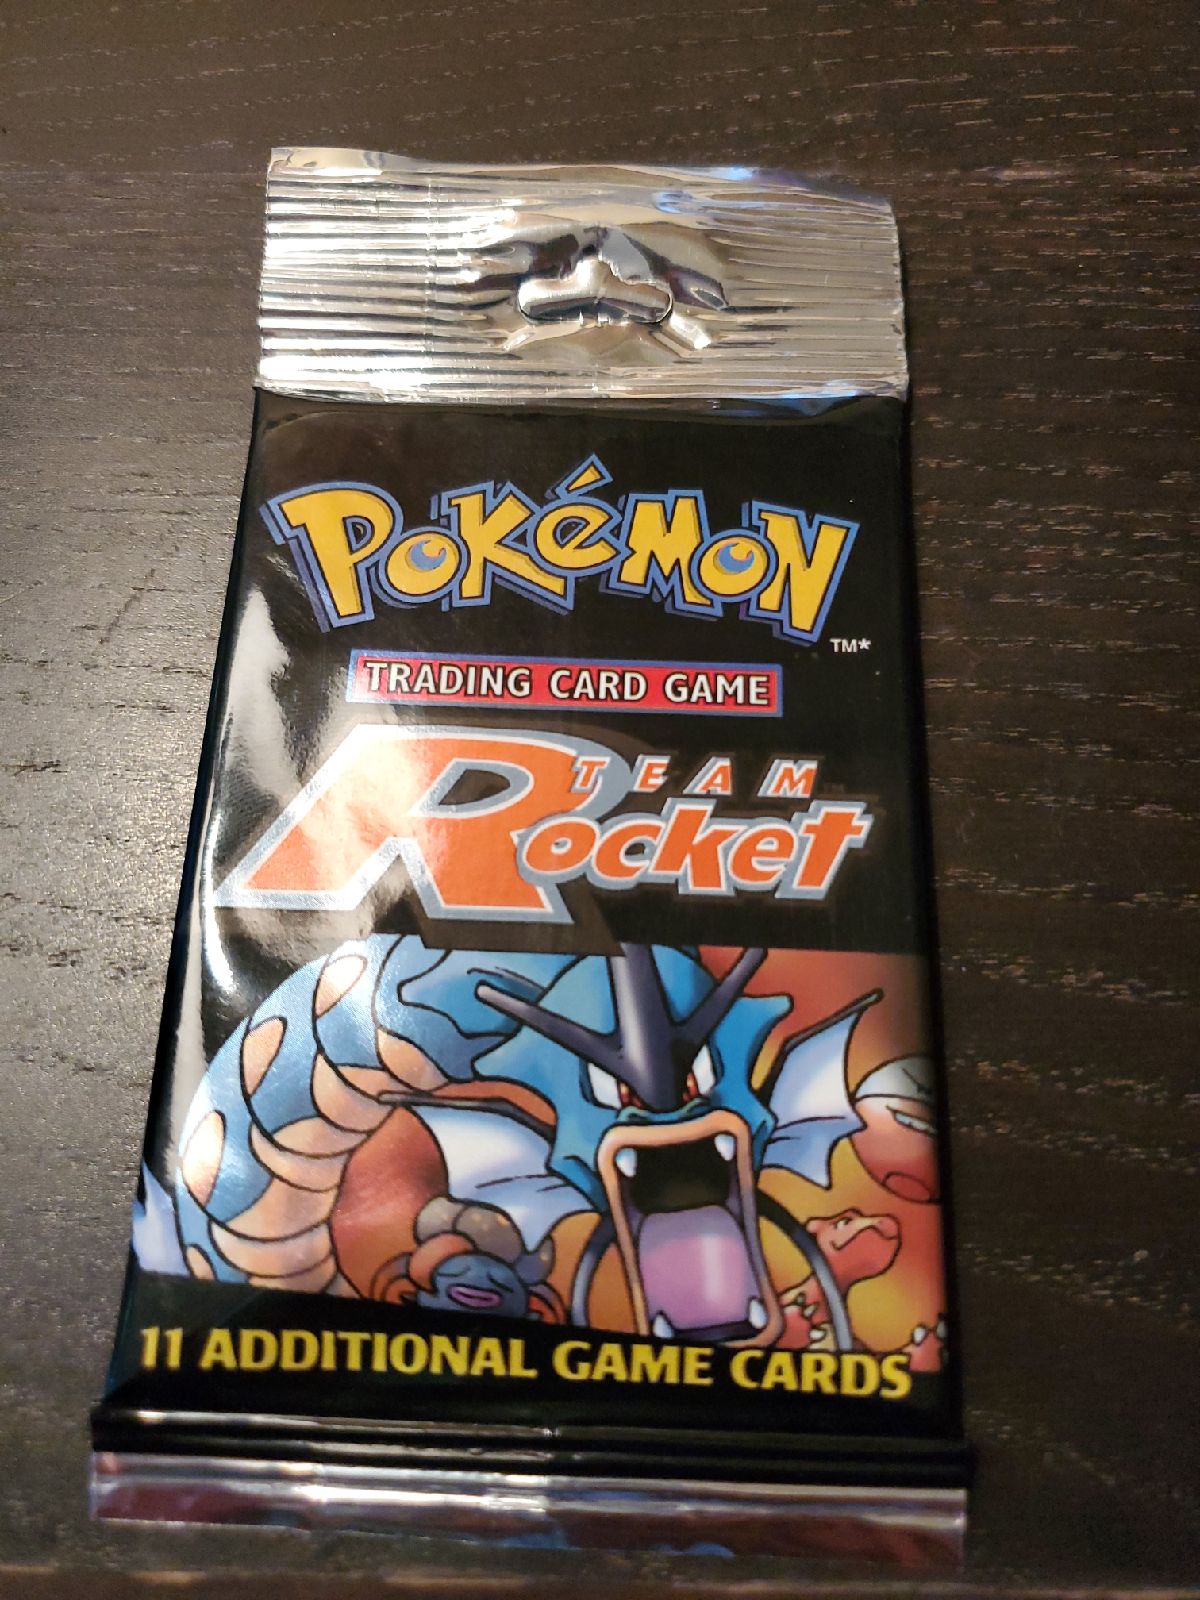 POKéMON
TM*
TRADING CARD GAME
TEAM
Rocket
11 ADDITIONAL GAME CARDS